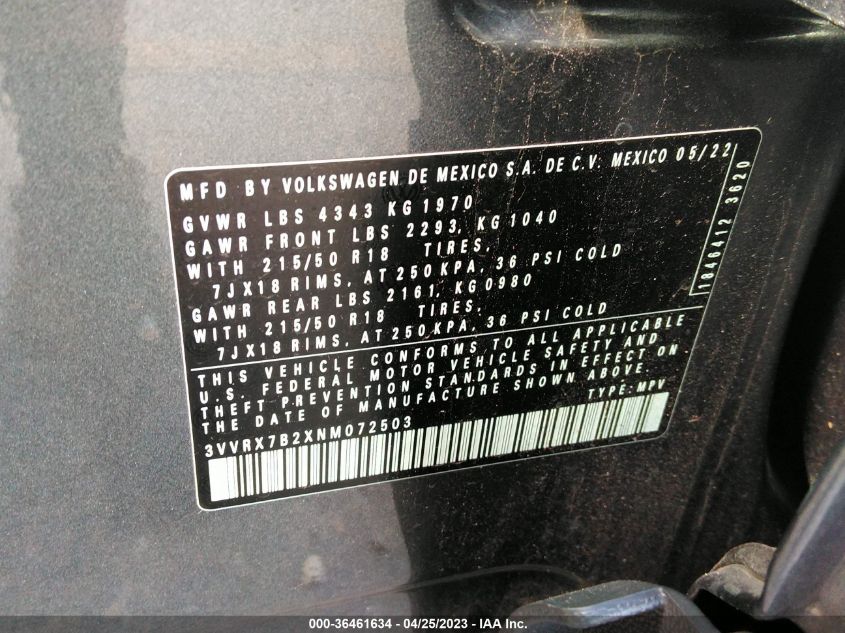 MFD BY VOLKSWAGEN DE MEXICO S.A. DE C.V. MEXICO 05/22
GVWR LBS 4343 KG 1970
GAWR FRONT LBS 2293, KG 1040
WITH 215/50 R18 TIRES,
7JX18 RIMS, AT 250 KPA, 36 PSI COLD
GAWR REAR LBS 2161, KG0980
WITH 215/50 R18 TIRES,
7JX18 RIMS, AT 250 KPA, 36 PSI COLD
1846412 3620
THIS VEHICLE CONFORMS TO ALL APPLICABLE
U.S. FEDERAL MOTOR VEHICLE SAFETY AND
THEFT PREVENTION STANDARDS IN EFFECT ON
THE DATE OF MANUFACTURE SHOWN ABOVE.
3VVRX7B2XNM072503 TYPE: MPV
000-36461634 - 04/25/2023 - IAA Inc.